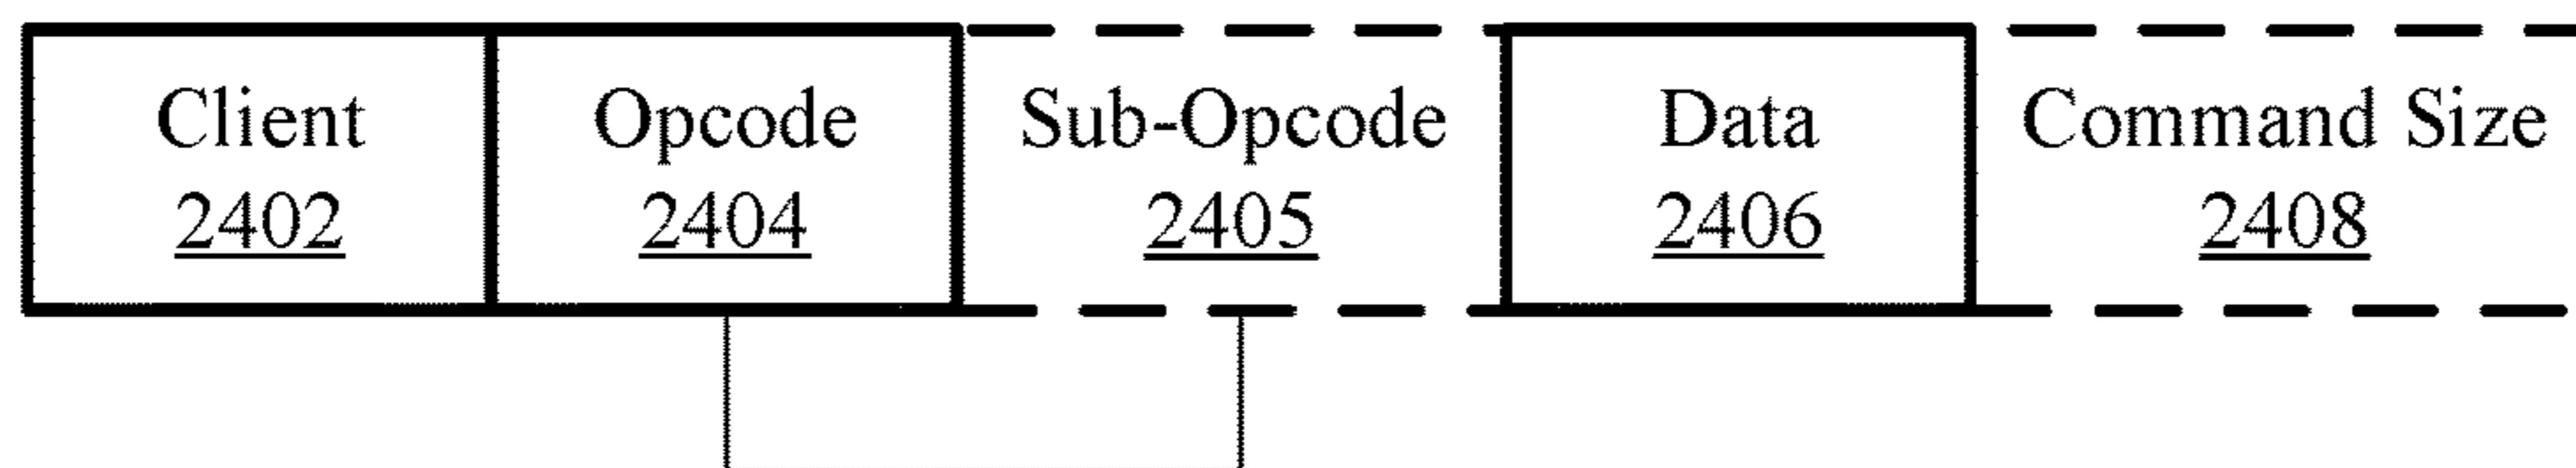 Client Opcode Sub-Opcode Data Command Size
2402 2404 2405 2406 2408